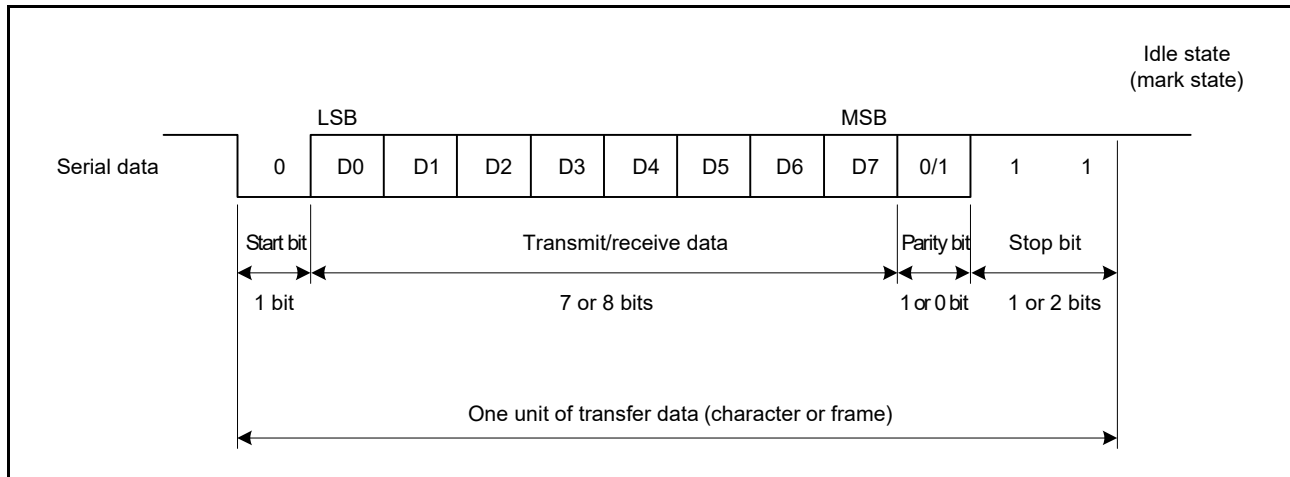 Idle state
(mark state)
LSB MSB
Serial data 0 D0 D1 D2 D3 D4 D5 D6 D7 0/1 1 1
Start bit Transmit/receive data Parity bit Stop bit
1 bit 7 or 8 bits 1 or 0 bit 1 or 2 bits
One unit of transfer data (character or frame)